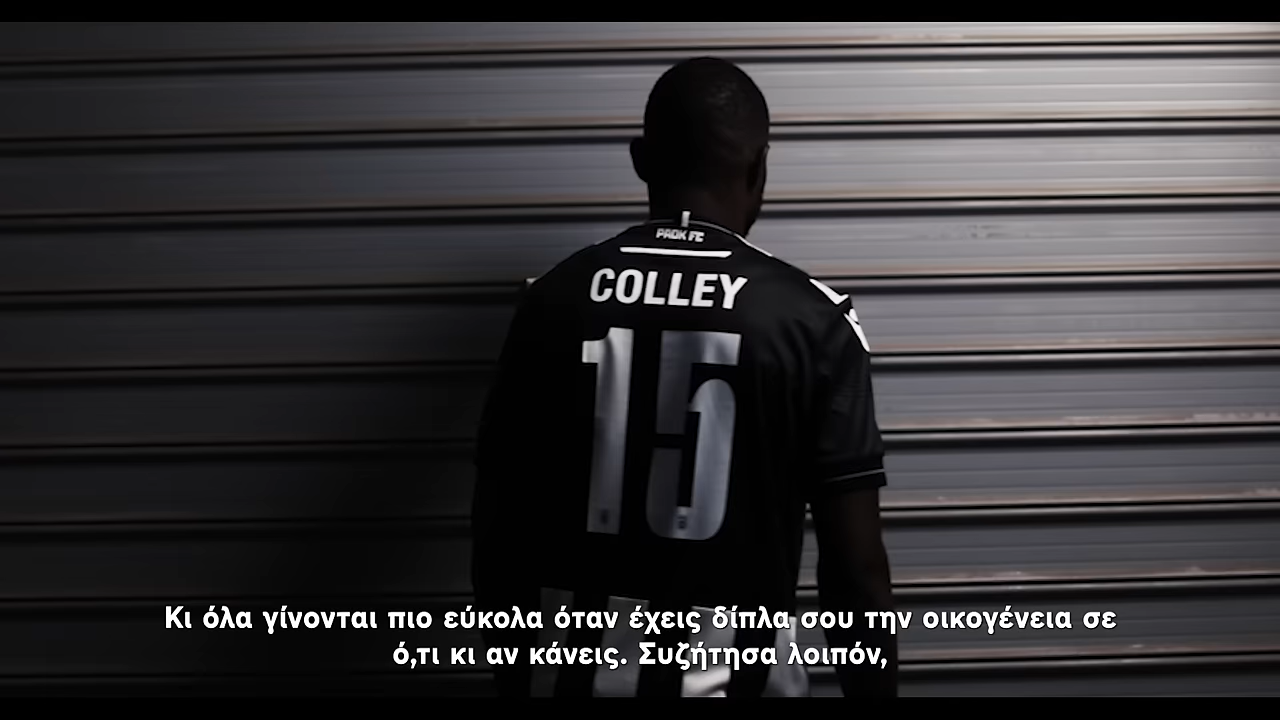 PAOK FC
COLLEY
15
Κι όλα γίνονται πιο εύκολα όταν έχεις δίπλα σου την οικογένεια σε
ό,τι κι αν κάνεις. Συζήτησα λοιπόν,